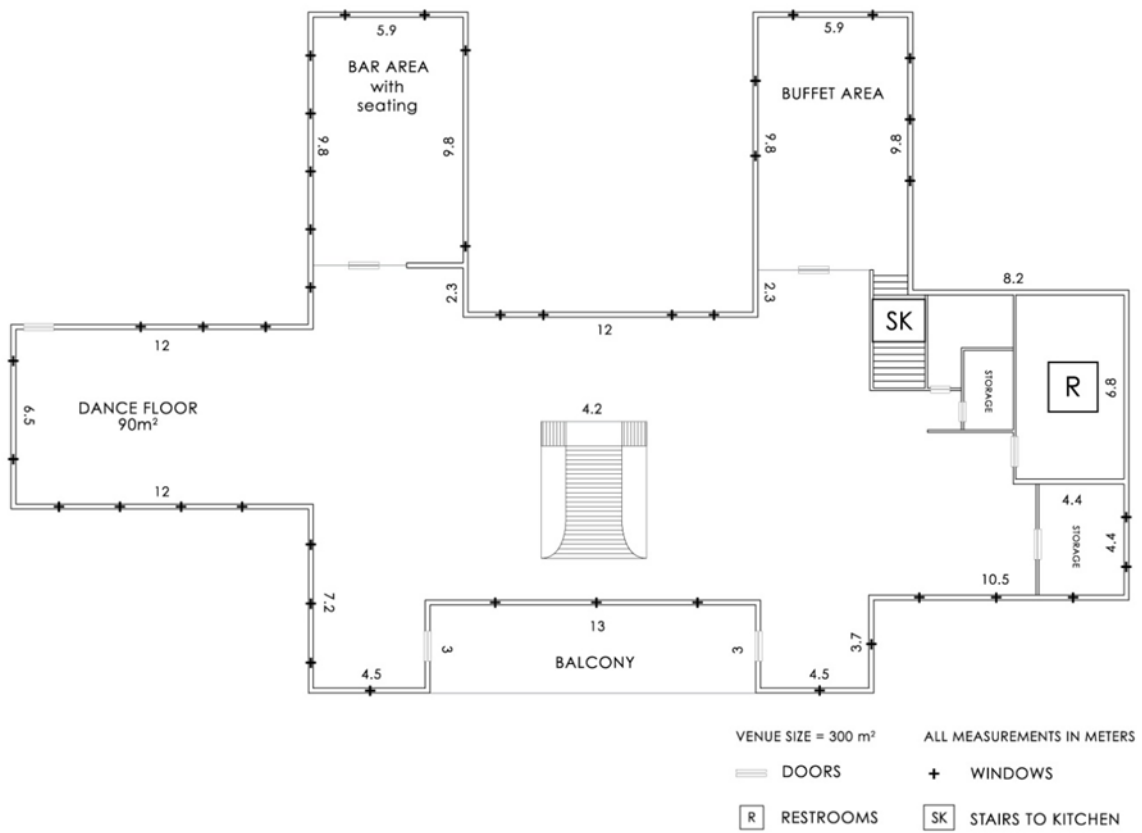 5.9
5.9
BAR AREA
with
seating
BUFFET AREA
9.8
9.8
9.8
9.8
2.3
2.3
8.2
12
12
SK
STORAGE
R
6.8
6.5
DANCE FLOOR
90m²
4.2
12
4.4
STORAGE
4.4
7.2
10.5
13
3
3
3.7
BALCONY
4.5
4.5
VENUE SIZE = 300 m²
ALL MEASUREMENTS IN METERS
DOORS
WINDOWS
R RESTROOMS
SK STAIRS TO KITCHEN